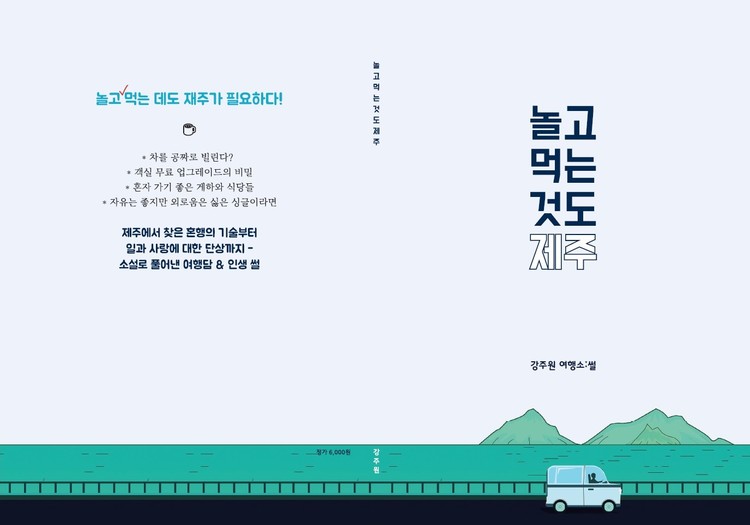 놀고 먹는 데도 재주가 필요하다!
* 차를 공짜로 빌린다?
* 객실 무료 업그레이드의 비밀
* 혼자 가기 좋은 게하와 식당들
* 자유는 좋지만 외로움은 싫은 싱글이라면
제주에서 찾은 혼행의 기술부터
일과 사랑에 대한 단상까지 -
소설로 풀어낸 여행담 & 인생 썰
정가 6,000원
놀고먹는것도제주
강주원
놀고
먹는
것도
제주
강주원 여행소:썰